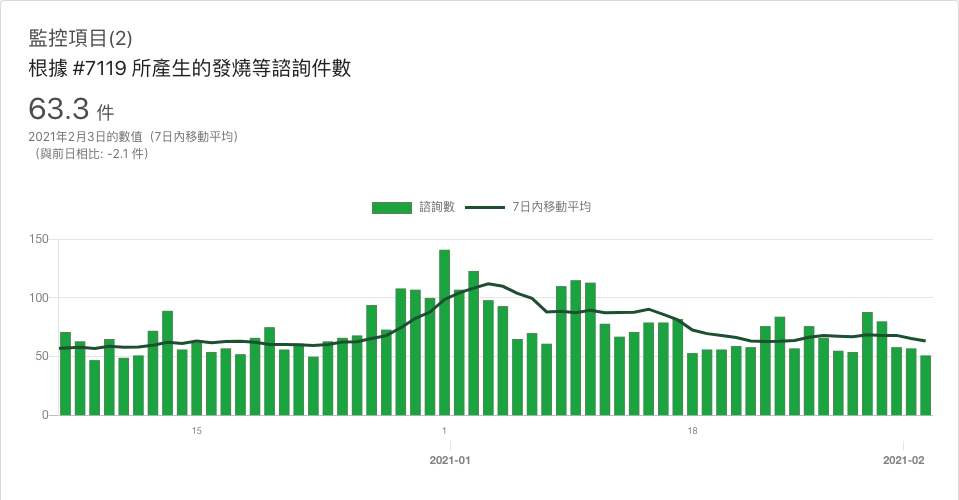 監控項目(2)
根據 #7119 所產生的發燒等諮詢件數
63.3 件
2021年2月3日的數值（7日內移動平均）
（與前日相比: -2.1 件）
諮詢數 7日內移動平均
150
100
50
0
15 1 18
2021-01 2021-02